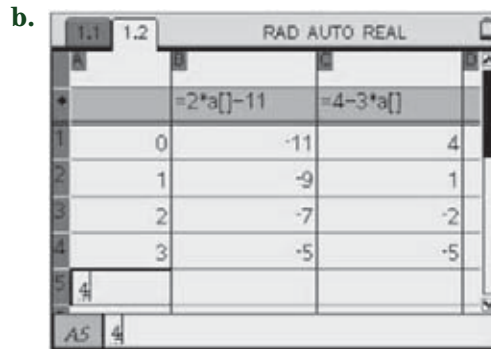 b.
1.1 1.2 RAD AUTO REAL
A B C D
◆ =2*a[]−11 =4−3*a[]
1 0 -11 4
2 1 -9 1
3 2 -7 -2
4 3 -5 -5
5 4
A5 4